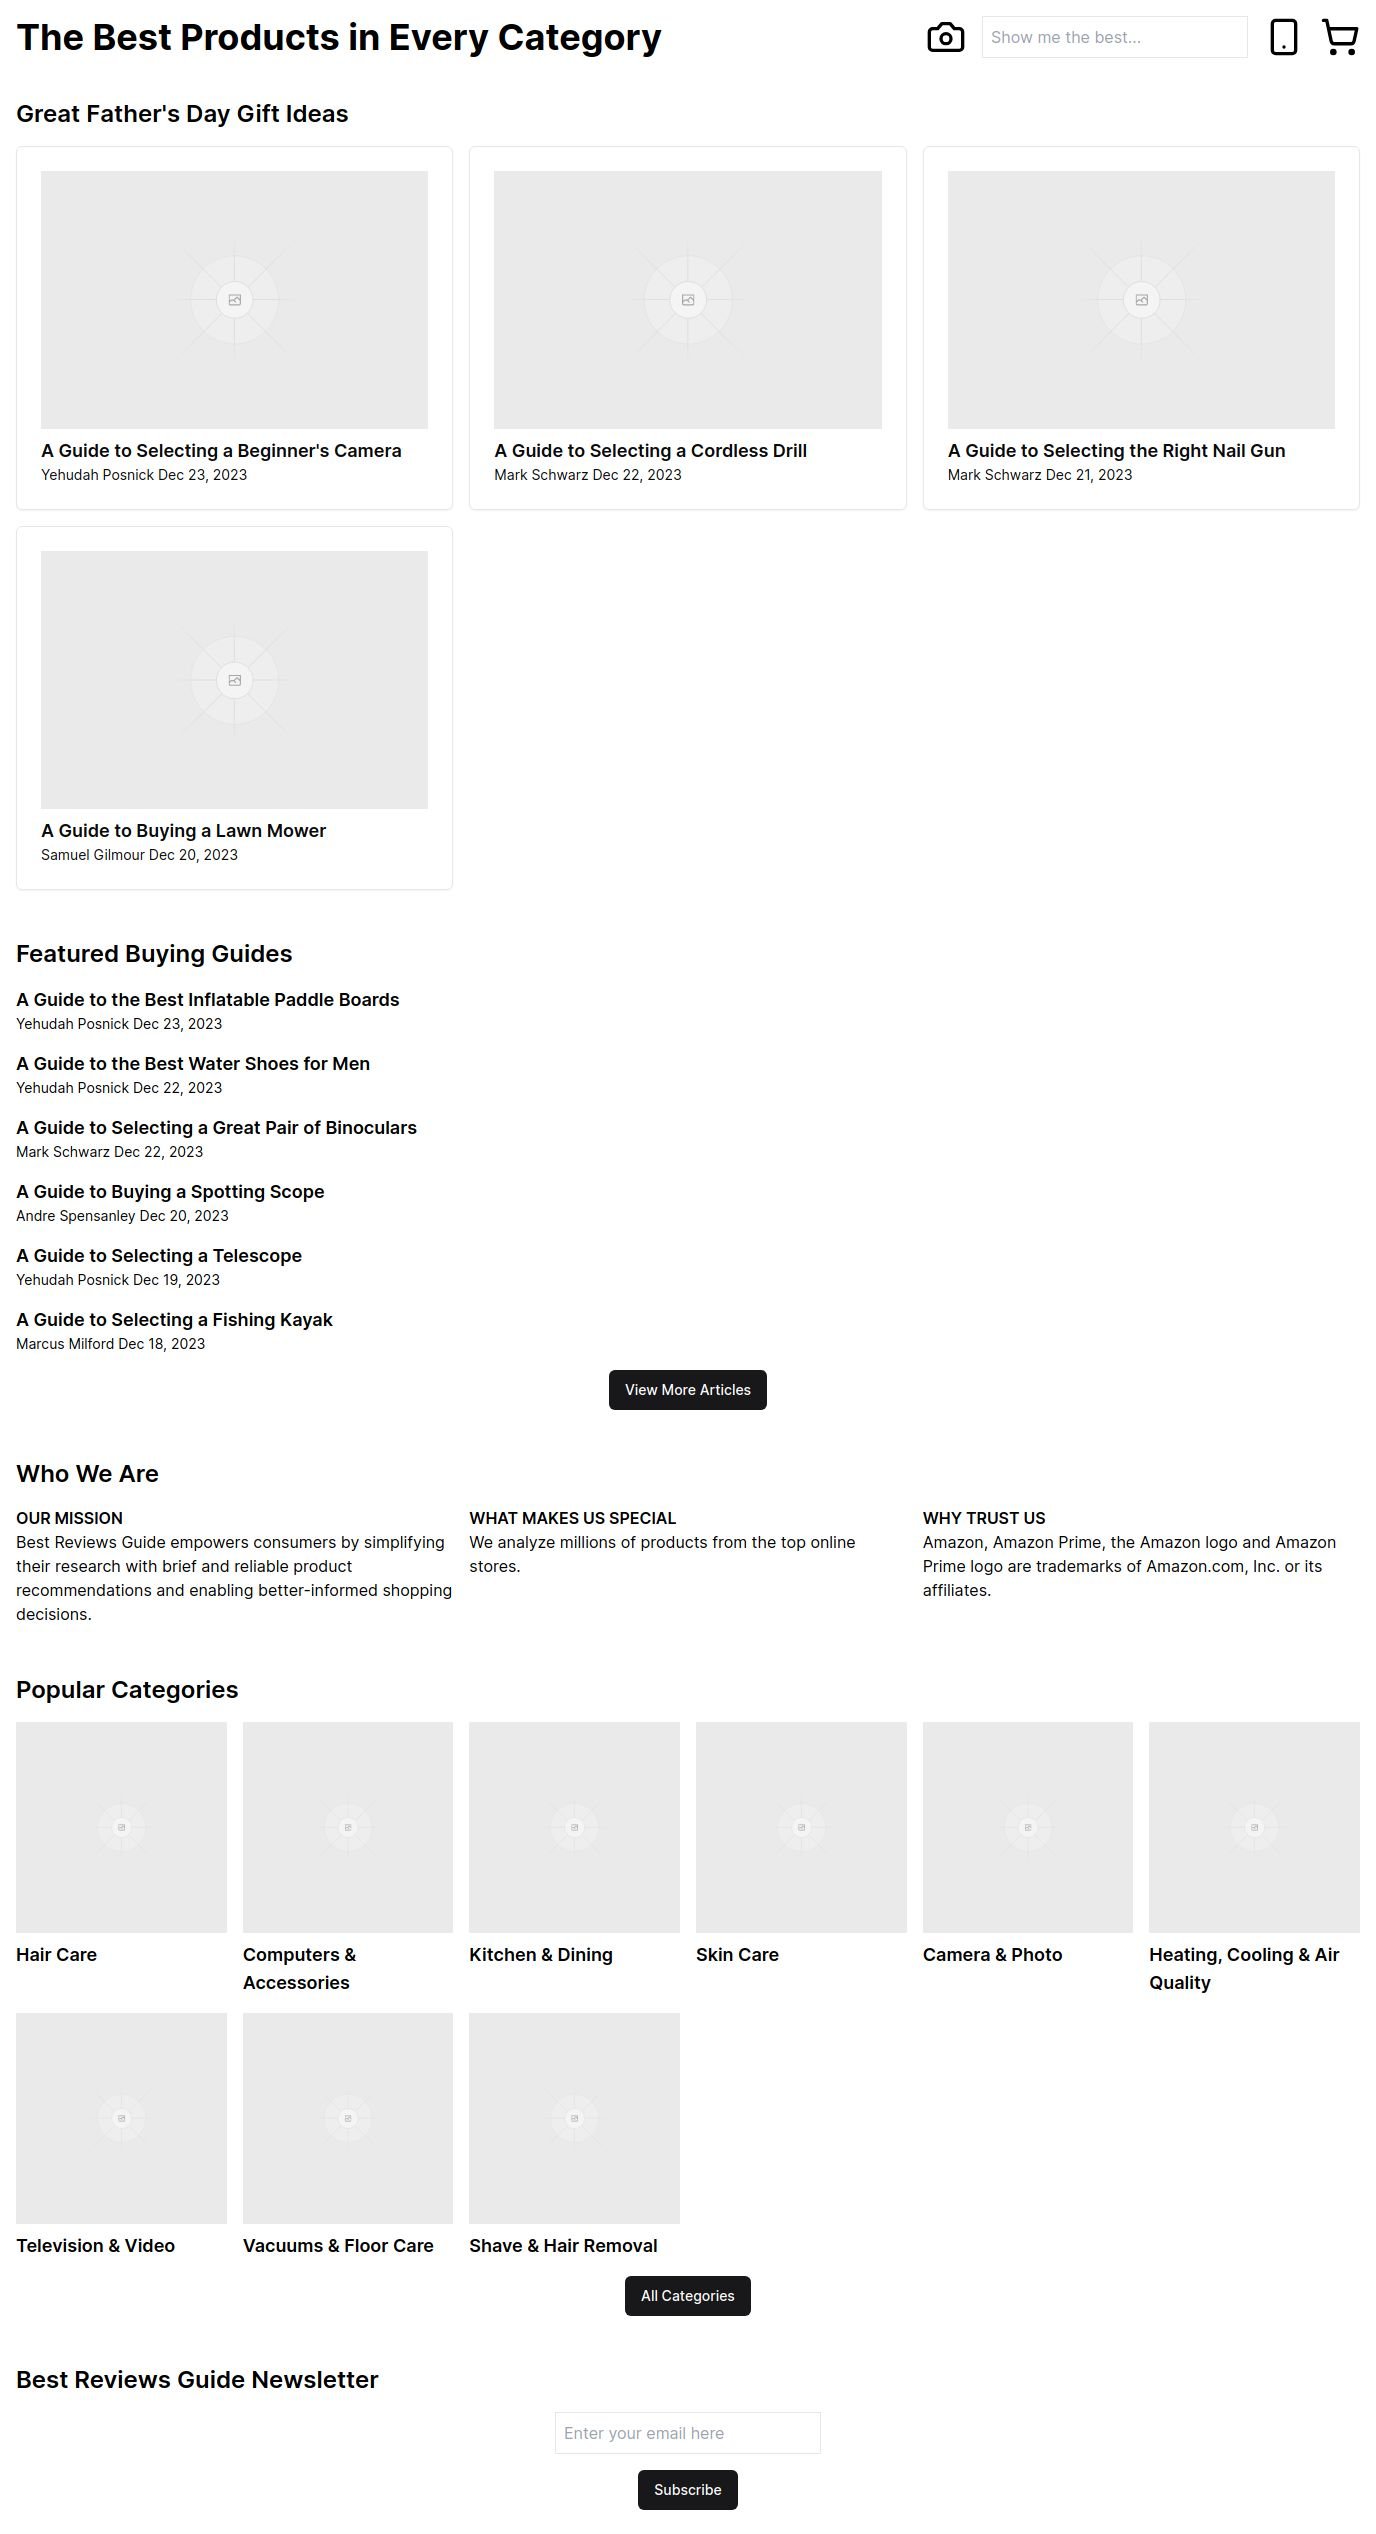 The Best Products in Every Category
Show me the best...
Great Father's Day Gift Ideas
A Guide to Selecting a Beginner's Camera
Yehudah Posnick Dec 23, 2023
A Guide to Selecting a Cordless Drill
Mark Schwarz Dec 22, 2023
A Guide to Selecting the Right Nail Gun
Mark Schwarz Dec 21, 2023
A Guide to Buying a Lawn Mower
Samuel Gilmour Dec 20, 2023
Featured Buying Guides
A Guide to the Best Inflatable Paddle Boards
Yehudah Posnick Dec 23, 2023
A Guide to the Best Water Shoes for Men
Yehudah Posnick Dec 22, 2023
A Guide to Selecting a Great Pair of Binoculars
Mark Schwarz Dec 22, 2023
A Guide to Buying a Spotting Scope
Andre Spensanley Dec 20, 2023
A Guide to Selecting a Telescope
Yehudah Posnick Dec 19, 2023
A Guide to Selecting a Fishing Kayak
Marcus Milford Dec 18, 2023
View More Articles
Who We Are
OUR MISSION
Best Reviews Guide empowers consumers by simplifying
their research with brief and reliable product
recommendations and enabling better-informed shopping
decisions.
WHAT MAKES US SPECIAL
We analyze millions of products from the top online
stores.
WHY TRUST US
Amazon, Amazon Prime, the Amazon logo and Amazon
Prime logo are trademarks of Amazon.com, Inc. or its
affiliates.
Popular Categories
Hair Care
Computers &
Accessories
Kitchen & Dining
Skin Care
Camera & Photo
Heating, Cooling & Air
Quality
Television & Video
Vacuums & Floor Care
Shave & Hair Removal
All Categories
Best Reviews Guide Newsletter
Enter your email here
Subscribe